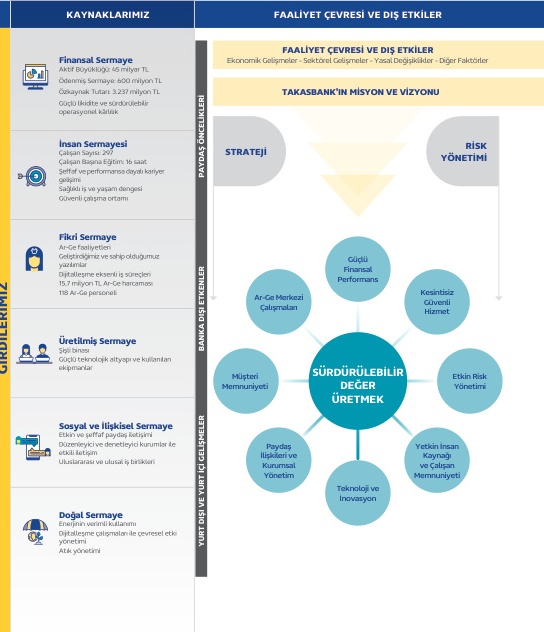 KAYNAKLARIMIZ
FAALİYET ÇEVRESİ VE DIŞ ETKİLER
GİRDİLERİMİZ
Finansal Sermaye
Aktif Büyüklüğü: 45 milyar TL
Ödenmiş Sermaye: 600 milyon TL
Özkaynak Tutarı: 3.237 milyon TL
Güçlü likidite ve sürdürülebilir
operasyonel kârlılık
İnsan Sermayesi
Çalışan Sayısı: 297
Çalışan Başına Eğitim: 16 saat
Şeffaf ve performansa dayalı kariyer
gelişimi
Sağlıklı iş ve yaşam dengesi
Güvenli çalışma ortamı
Fikri Sermaye
Ar-Ge faaliyetleri
Geliştirdiğimiz ve sahip olduğumuz
yazılımlar
Dijitalleşme eksenli iş süreçleri
15,7 milyon TL Ar-Ge harcaması
118 Ar-Ge personeli
Üretilmiş Sermaye
Şişli binası
Güçlü teknolojik altyapı ve kullanılan
ekipmanlar
Sosyal ve İlişkisel Sermaye
Etkin ve şeffaf paydaş iletişimi
Düzenleyici ve denetleyici kurumlar ile
etkili iletişim
Uluslararası ve ulusal iş birlikleri
Doğal Sermaye
Enerjinin verimli kullanımı
Dijitalleşme çalışmaları ile çevresel etki
yönetimi
Atık yönetimi
PAYDAŞ ÖNCELİKLERİ
BANKA DIŞI ETKENLER
YURT DIŞI VE YURT İÇİ GELİŞMELER
FAALİYET ÇEVRESİ VE DIŞ ETKİLER
Ekonomik Gelişmeler - Sektörel Gelişmeler - Yasal Değişiklikler - Diğer Faktörler
TAKASBANK'IN MİSYON VE VİZYONU
STRATEJİ
RİSK
YÖNETİMİ
Güçlü
Finansal
Performans
Ar-Ge Merkezi
Çalışmaları
Kesintisiz
Güvenli
Hizmet
Müşteri
Memnuniyeti
SÜRDÜRÜLEBİLİR
DEĞER
ÜRETMEK
Etkin Risk
Yönetimi
Paydaş
İlişkileri ve
Kurumsal
Yönetim
Yetkin İnsan
Kaynağı
ve Çalışan
Memnuniyeti
Teknoloji ve
İnovasyon